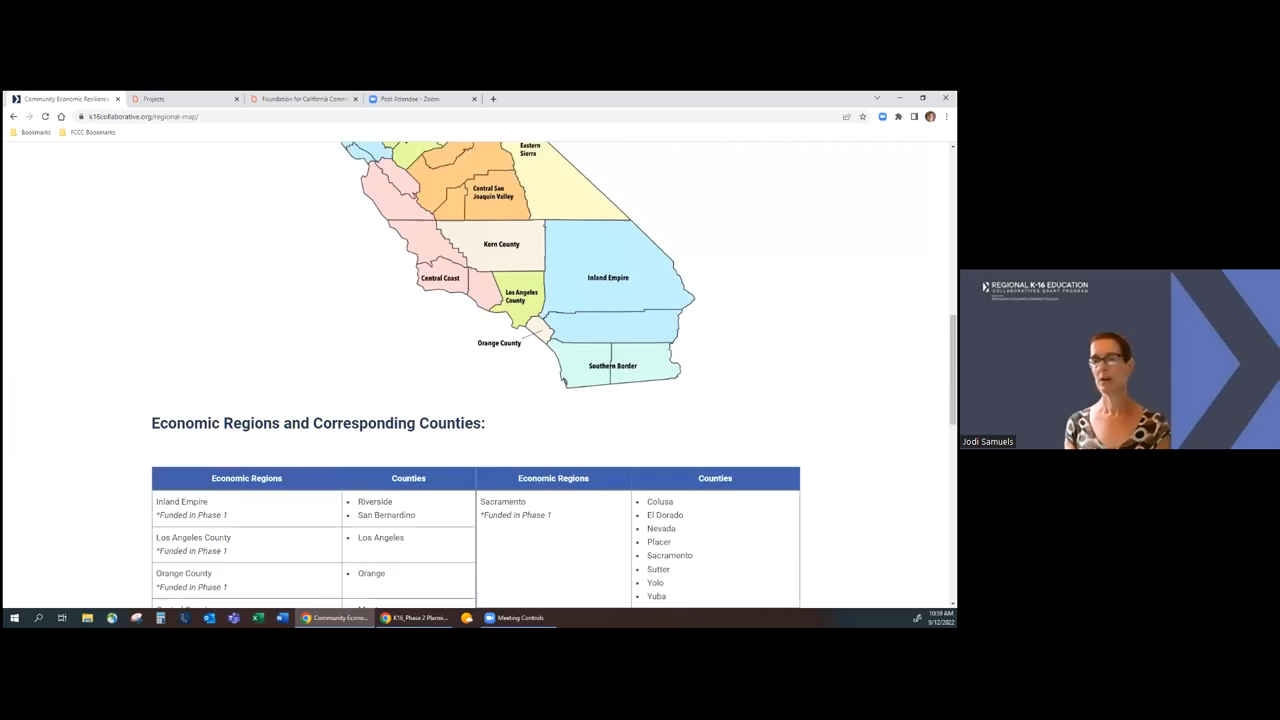 Community Economic Resilience
Projects
Foundation for California Comm
Post Attendee - Zoom
k16collaborative.org/regional-map/
Bookmarks
FCCC Bookmarks
Eastern
Sierra
Central San
Joaquin Valley
Kern County
Inland Empire
Central Coast
Los Angeles
County
Orange County
Southern Border
Economic Regions and Corresponding Counties:
Economic Regions Counties Economic Regions Counties
Inland Empire
*Funded in Phase 1
• Riverside
• San Bernardino
Los Angeles County
*Funded in Phase 1
• Los Angeles
Orange County
*Funded in Phase 1
• Orange
Sacramento
*Funded in Phase 1
• Colusa
• El Dorado
• Nevada
• Placer
• Sacramento
• Sutter
• Yolo
• Yuba
REGIONAL K-16 EDUCATION
COLLABORATIVES GRANT PROGRAM
Jodi Samuels
Community Econo...
K16_Phase 2 Planni...
Meeting Controls
10:59 AM
9/12/2022